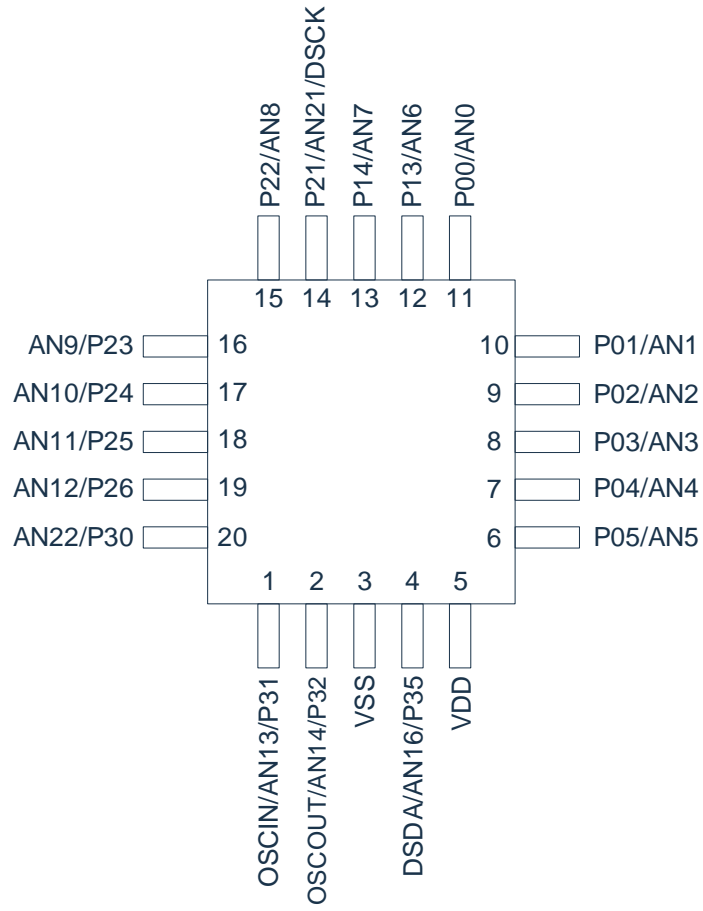 P22/AN8
P21/AN21/DSCK
P14/AN7
P13/AN6
P00/AN0
15 14 13 12 11
AN9/P23 16 10 P01/AN1
AN10/P24 17 9 P02/AN2
AN11/P25 18 8 P03/AN3
AN12/P26 19 7 P04/AN4
AN22/P30 20 6 P05/AN5
1 2 3 4 5
OSCIN/AN13/P31
OSCOUT/AN14/P32
VSS
DSDA/AN16/P35
VDD